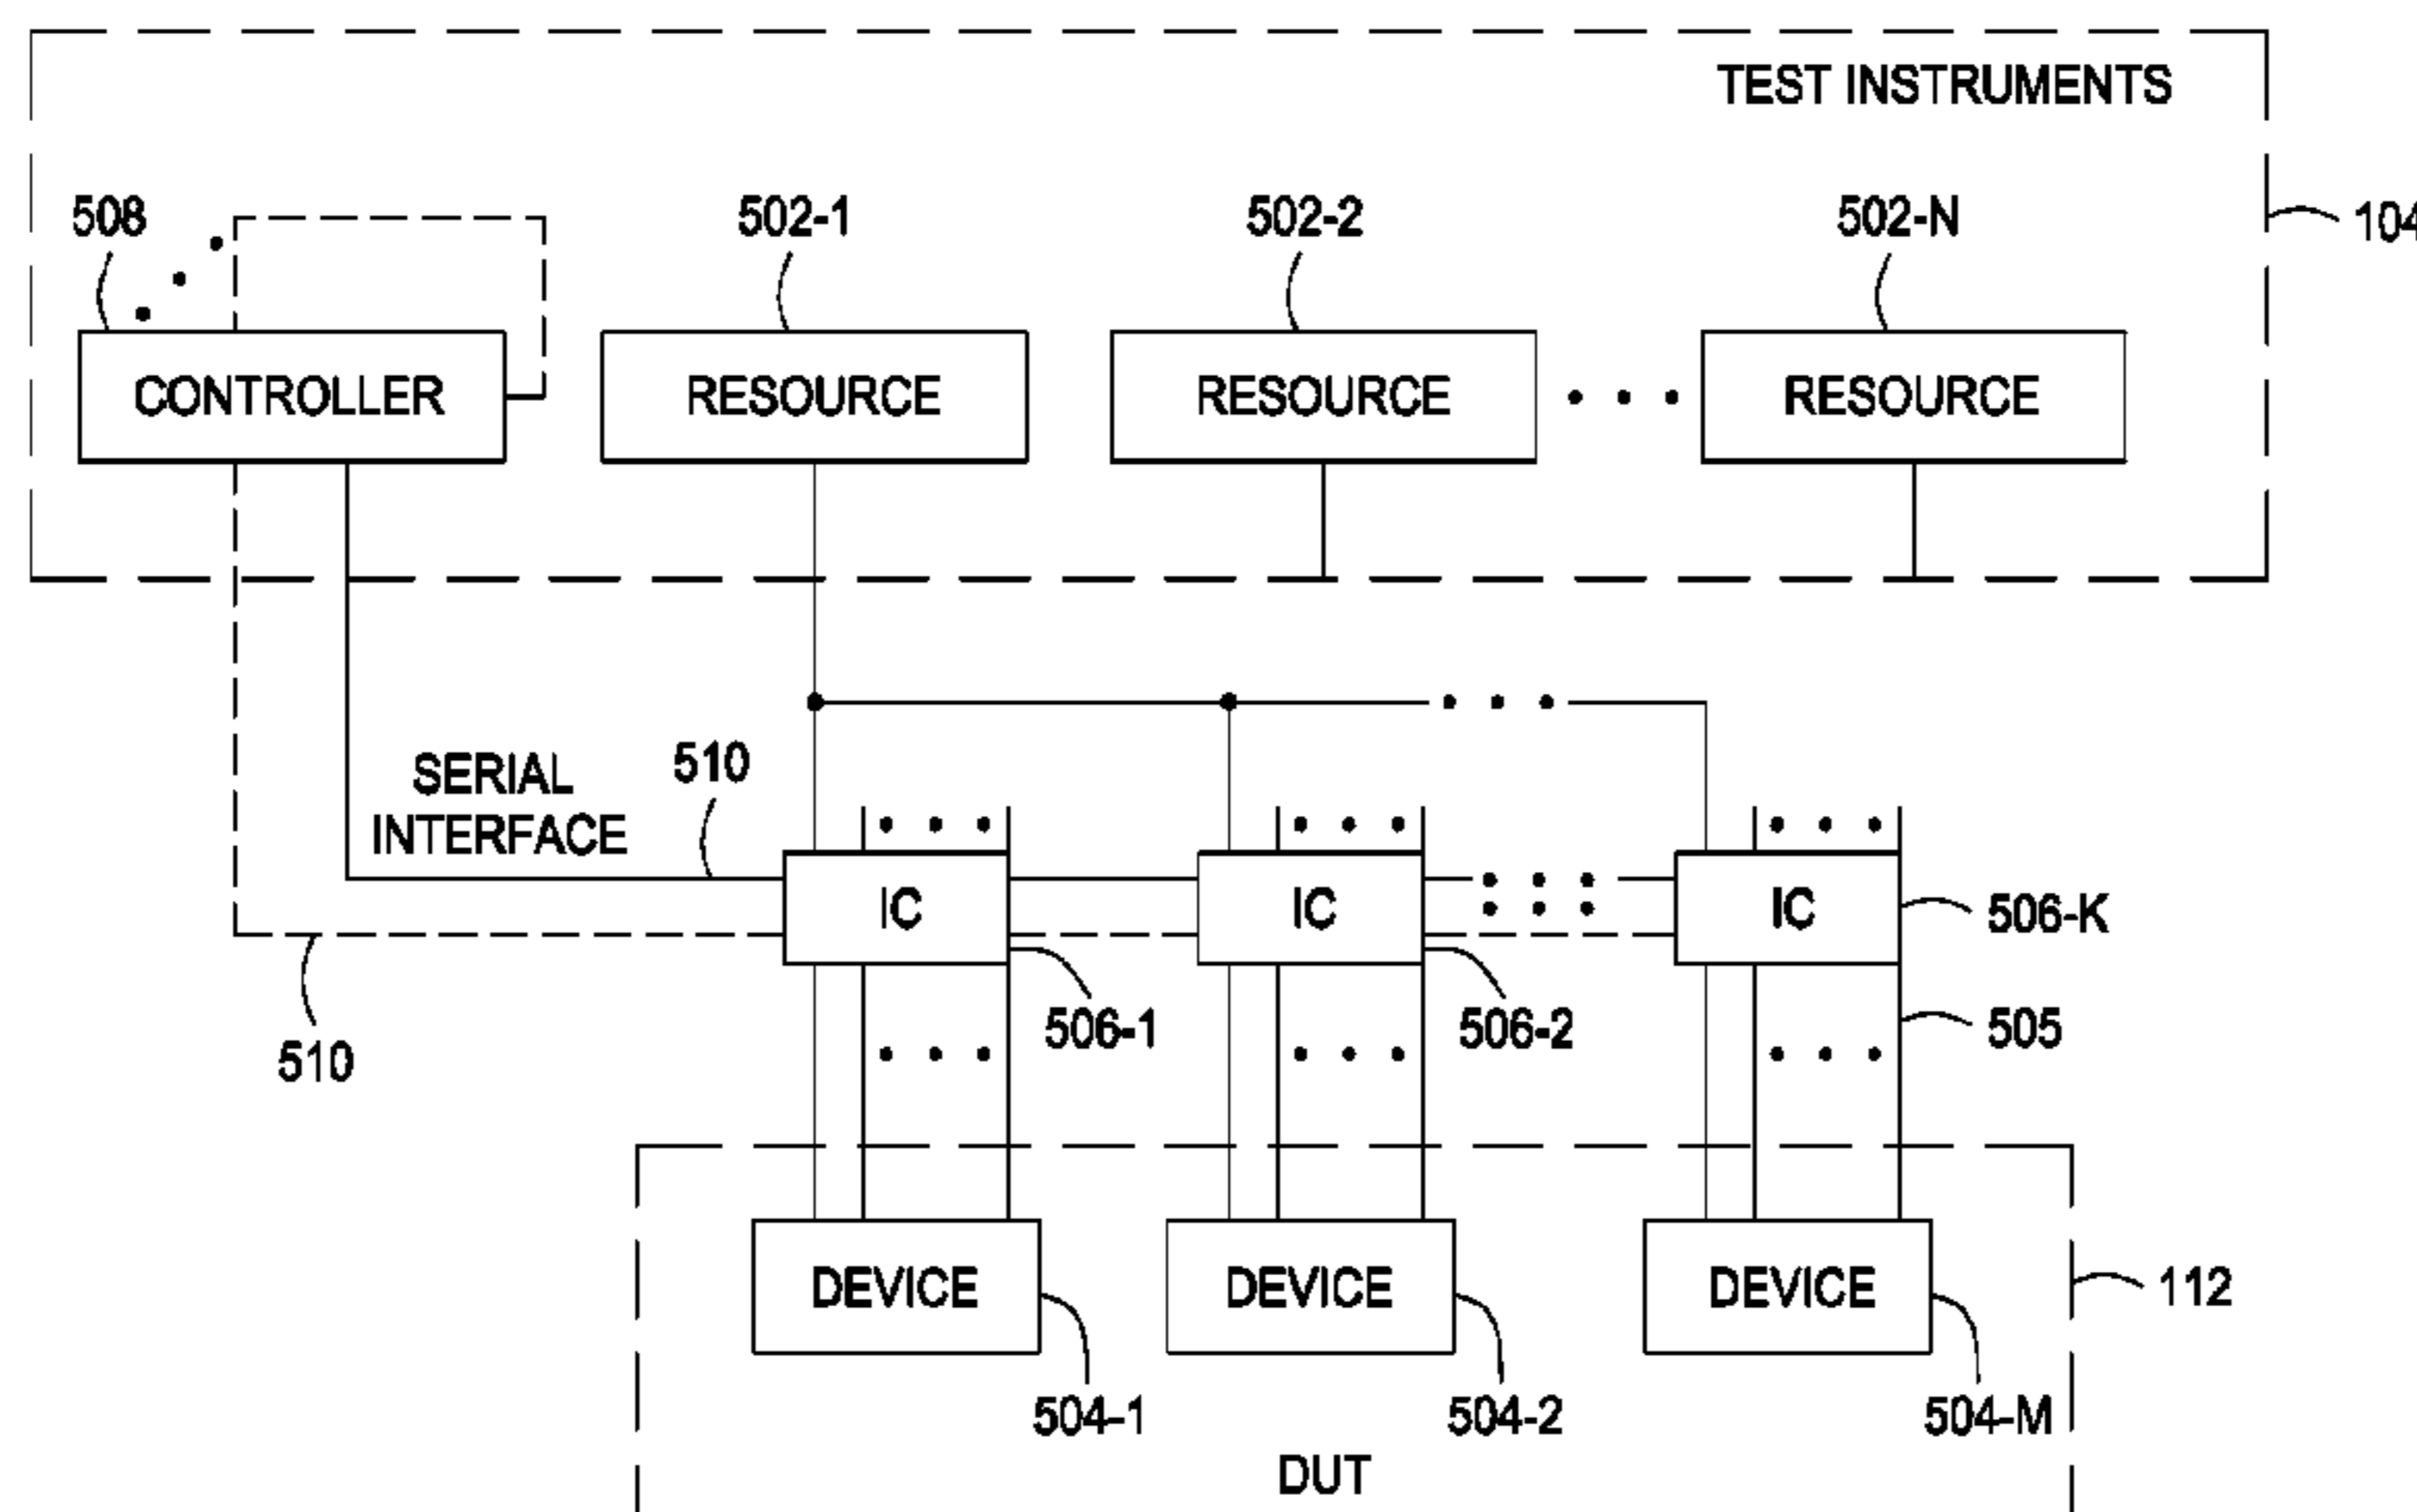 TEST INSTRUMENTS
508
502-1
502-2
502-N
104
CONTROLLER
RESOURCE
RESOURCE
RESOURCE
SERIAL
INTERFACE
510
IC
IC
IC
506-K
506-1
506-2
505
510
DEVICE
DEVICE
DEVICE
112
504-1
504-2
504-M
DUT